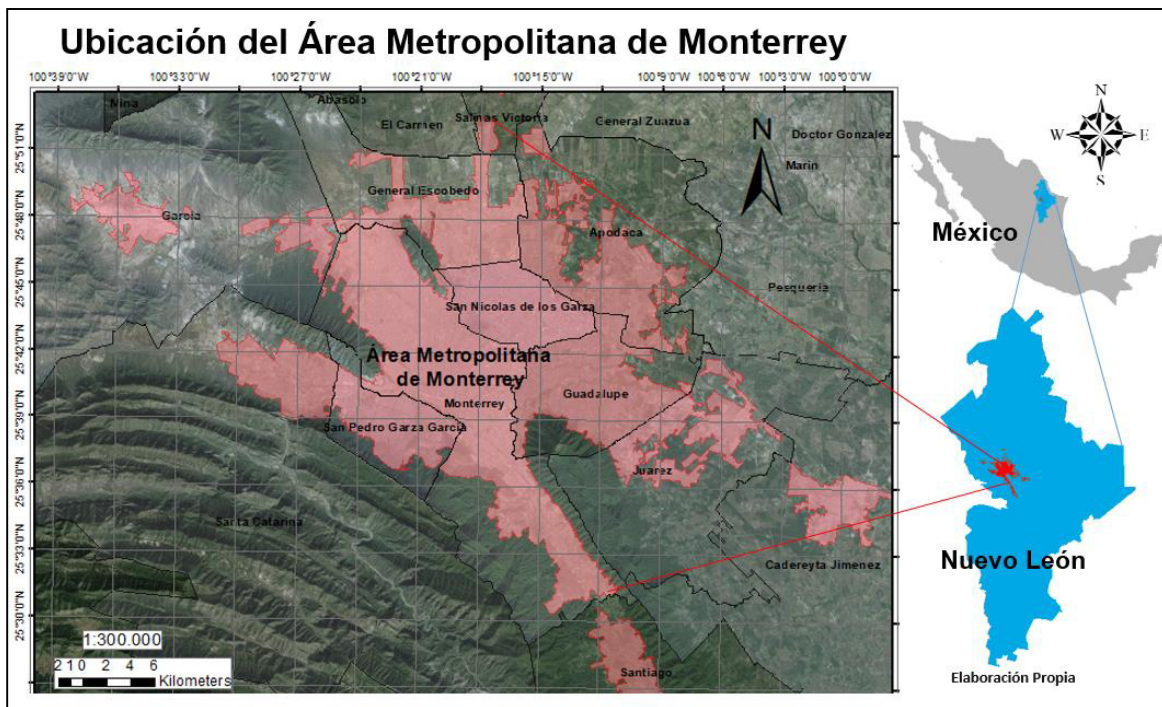 Ubicación del Área Metropolitana de Monterrey
100°39'0"W 100°33'0"W 100°27'0"W 100°21'0"W 100°15'0"W 100°9'0"W 100°6'0"W 100°3'0"W 100°0'0"W
Mina
Abasolo
Salinas Victoria
El Carmen
General Zuazua
N
Doctor Gonzalez
Marin
25°51'0"N
General Escobedo
Garcia
25°48'0"N
Apodaca
25°45'0"N
Pesqueria
San Nicolas de los Garza
25°42'0"N
Área Metropolitana
de Monterrey
Monterrey
Guadalupe
25°39'0"N
San Pedro Garza Garcia
Juarez
25°36'0"N
Santa Catarina
25°33'0"N
Cadereyta Jimenez
25°30'0"N
Santiago
1:300.000
2 1 0 2 4 6
Kilometers
N
W E
S
México
Nuevo León
Elaboración Propia